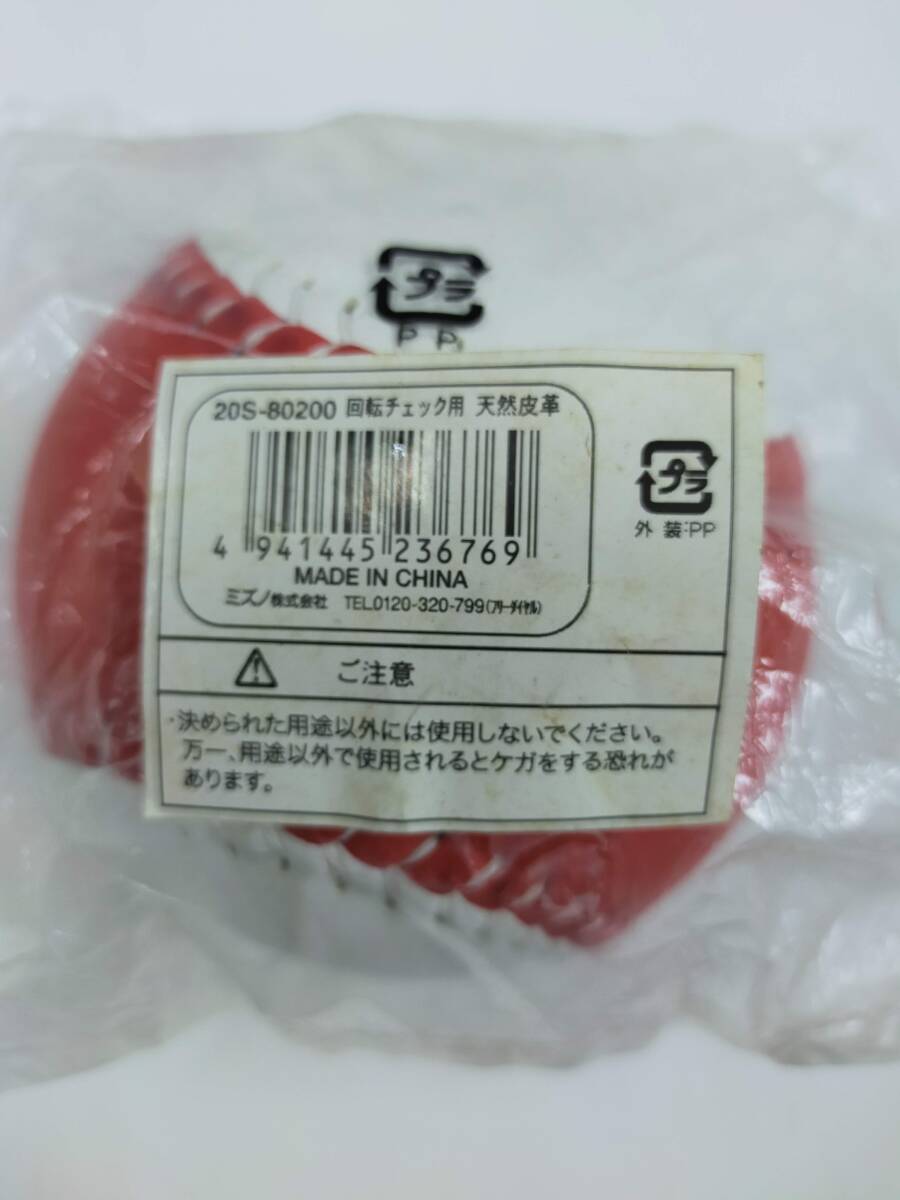 プラ
PP
20S-80200 回転チェック用 天然皮革
4 941445 236769
MADE IN CHINA
ミズノ株式会社 TEL.0120-320-799(フリーダイヤル)
プラ
外装:PP
ご注意
・決められた用途以外には使用しないでください。
万一、用途以外で使用されるとケガをする恐れが
あります。